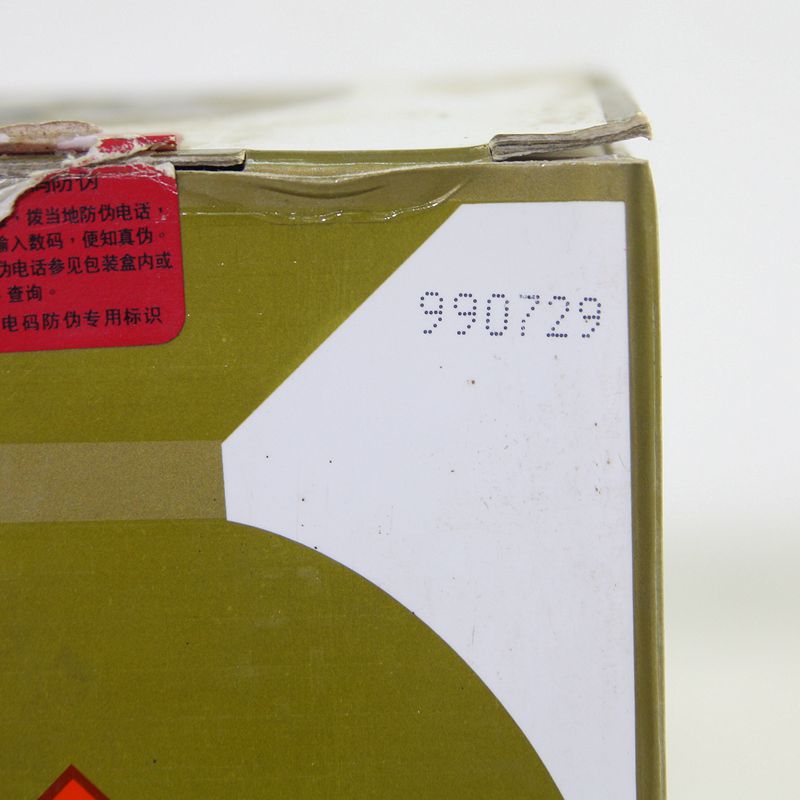 码防伪
，拨当地防伪电话，
输入数码，便知真伪。
伪电话参见包装盒内或
，查询。
电码防伪专用标识
990729